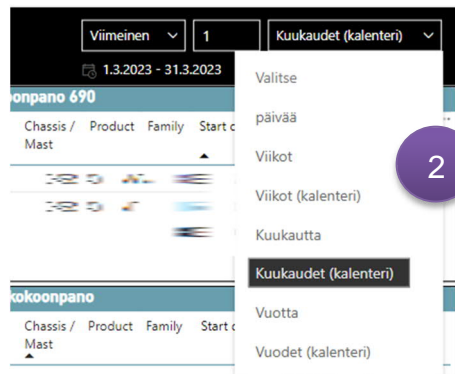 Viimeinen 1 Kuukaudet (kalenteri)
1.3.2023 - 31.3.2023
Valitse
690
Chassis / Product Family Start
Mast
päivää
Viikot
2
Viikot (kalenteri)
Kuukautta
Kuukaudet (kalenteri)
kokoonpano
Vuotta
Chassis / Product Family Start
Mast
Vuodet (kalenteri)